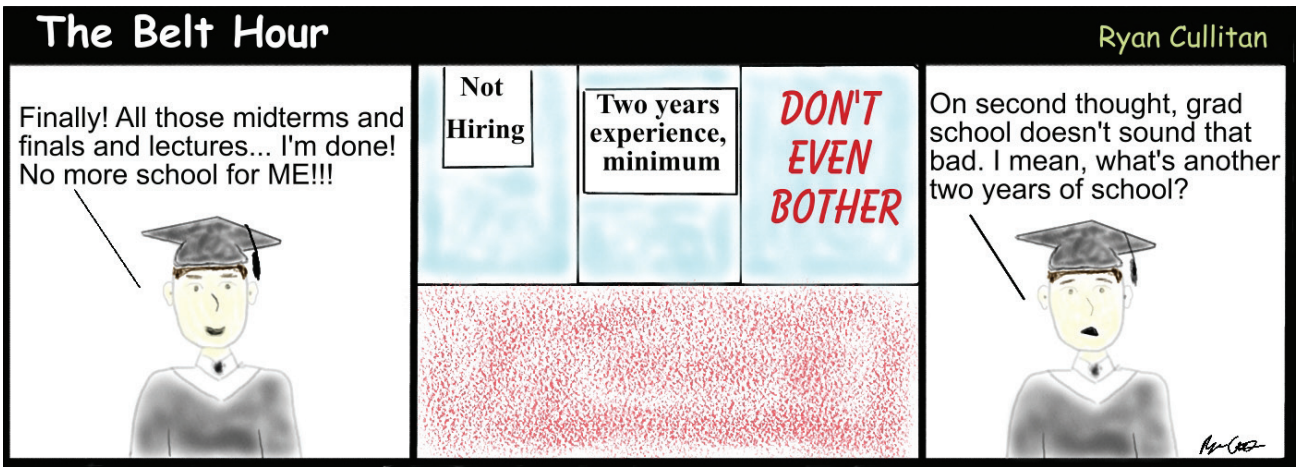 The Belt Hour
Ryan Cullitan
Finally! All those midterms and
finals and lectures... I'm done!
No more school for ME!!!
Not
Hiring
Two years
experience,
minimum
DON'T
EVEN
BOTHER
On second thought, grad
school doesn't sound that
bad. I mean, what's another
two years of school?